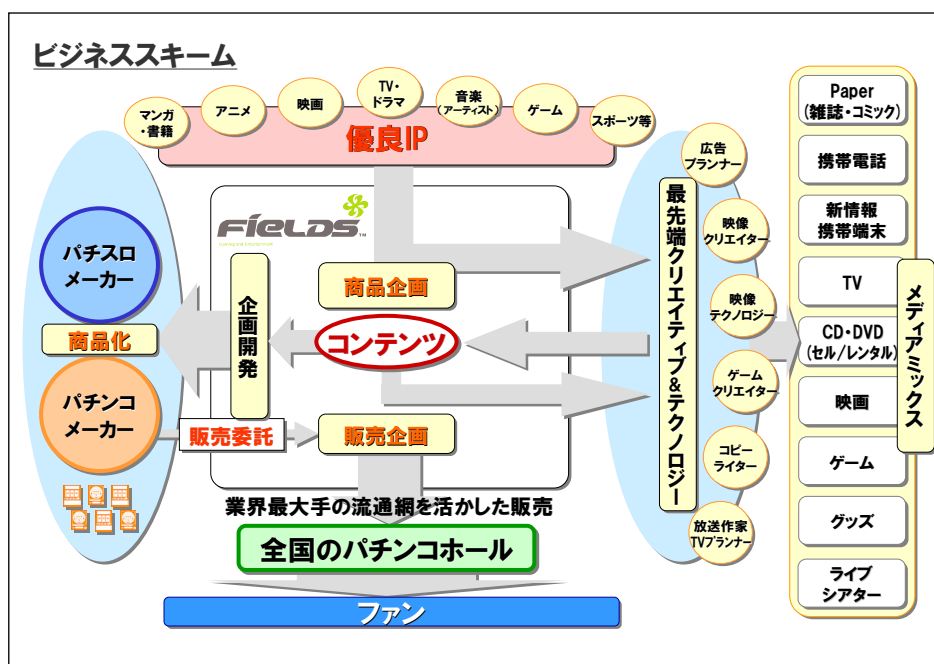 ビジネススキーム
マンガ
・書籍
アニメ
映画
TV・
ドラマ
音楽
(アーティスト)
ゲーム
スポーツ等
優良IP
FIELDS
TM
パチスロ
メーカー
商品化
パチンコ
メーカー
企画開発
商品企画
コンテンツ
販売委託
販売企画
業界最大手の流通網を活かした販売
全国のパチンコホール
ファン
最先端クリエイティブ&テクノロジー
広告
プランナー
映像
クリエイター
映像
テクノロジー
ゲーム
クリエイター
コピー
ライター
放送作家
TVプランナー
Paper
(雑誌・コミック)
携帯電話
新情報
携帯端末
TV
CD・DVD
(セル/レンタル)
映画
ゲーム
グッズ
ライブ
シアター
メディアミックス